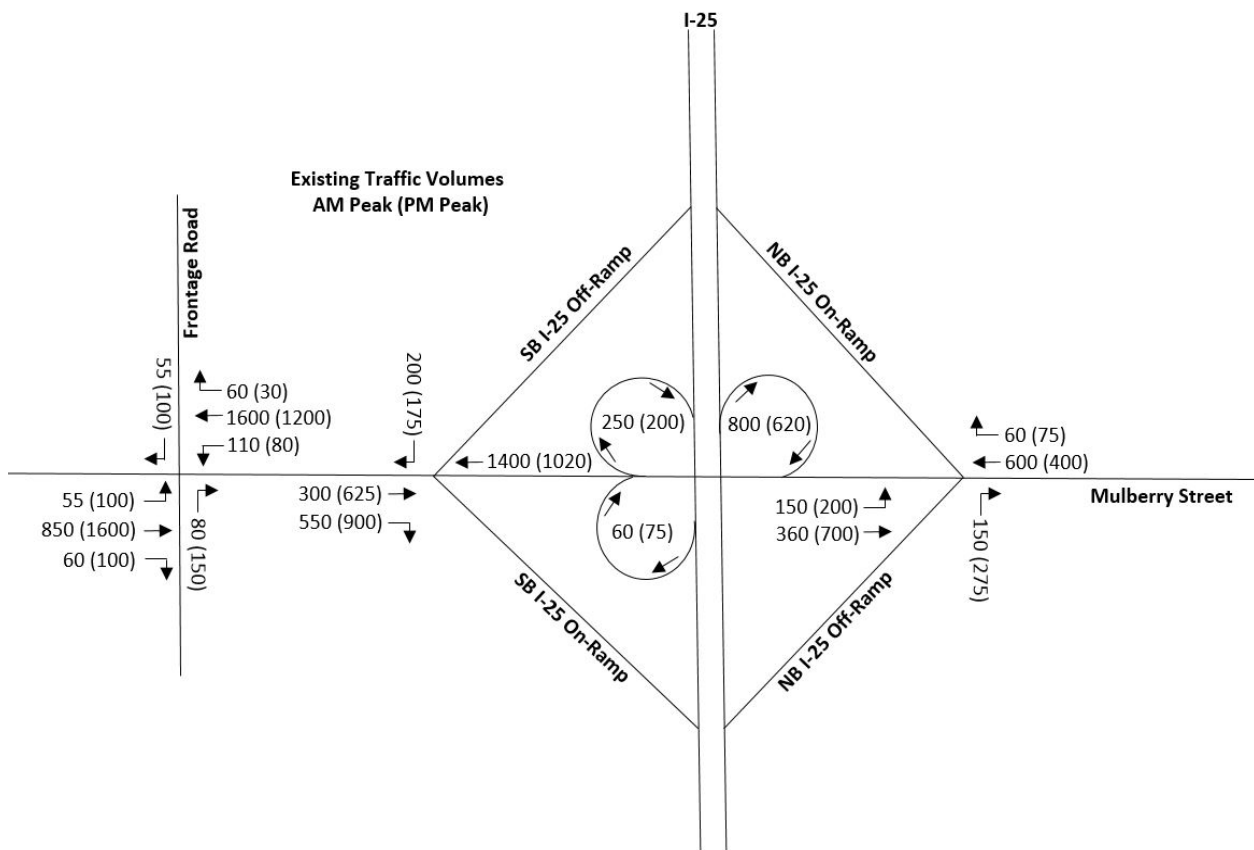 I-25
Existing Traffic Volumes
AM Peak (PM Peak)
Frontage Road
SB I-25 Off-Ramp
NB I-25 On-Ramp
55 (100)
60 (30)
1600 (1200)
110 (80)
200 (175)
250 (200)
800 (620)
1400 (1020)
60 (75)
600 (400)
Mulberry Street
55 (100)
850 (1600)
60 (100)
80 (150)
300 (625)
550 (900)
60 (75)
150 (200)
360 (700)
150 (275)
SB I-25 On-Ramp
NB I-25 Off-Ramp